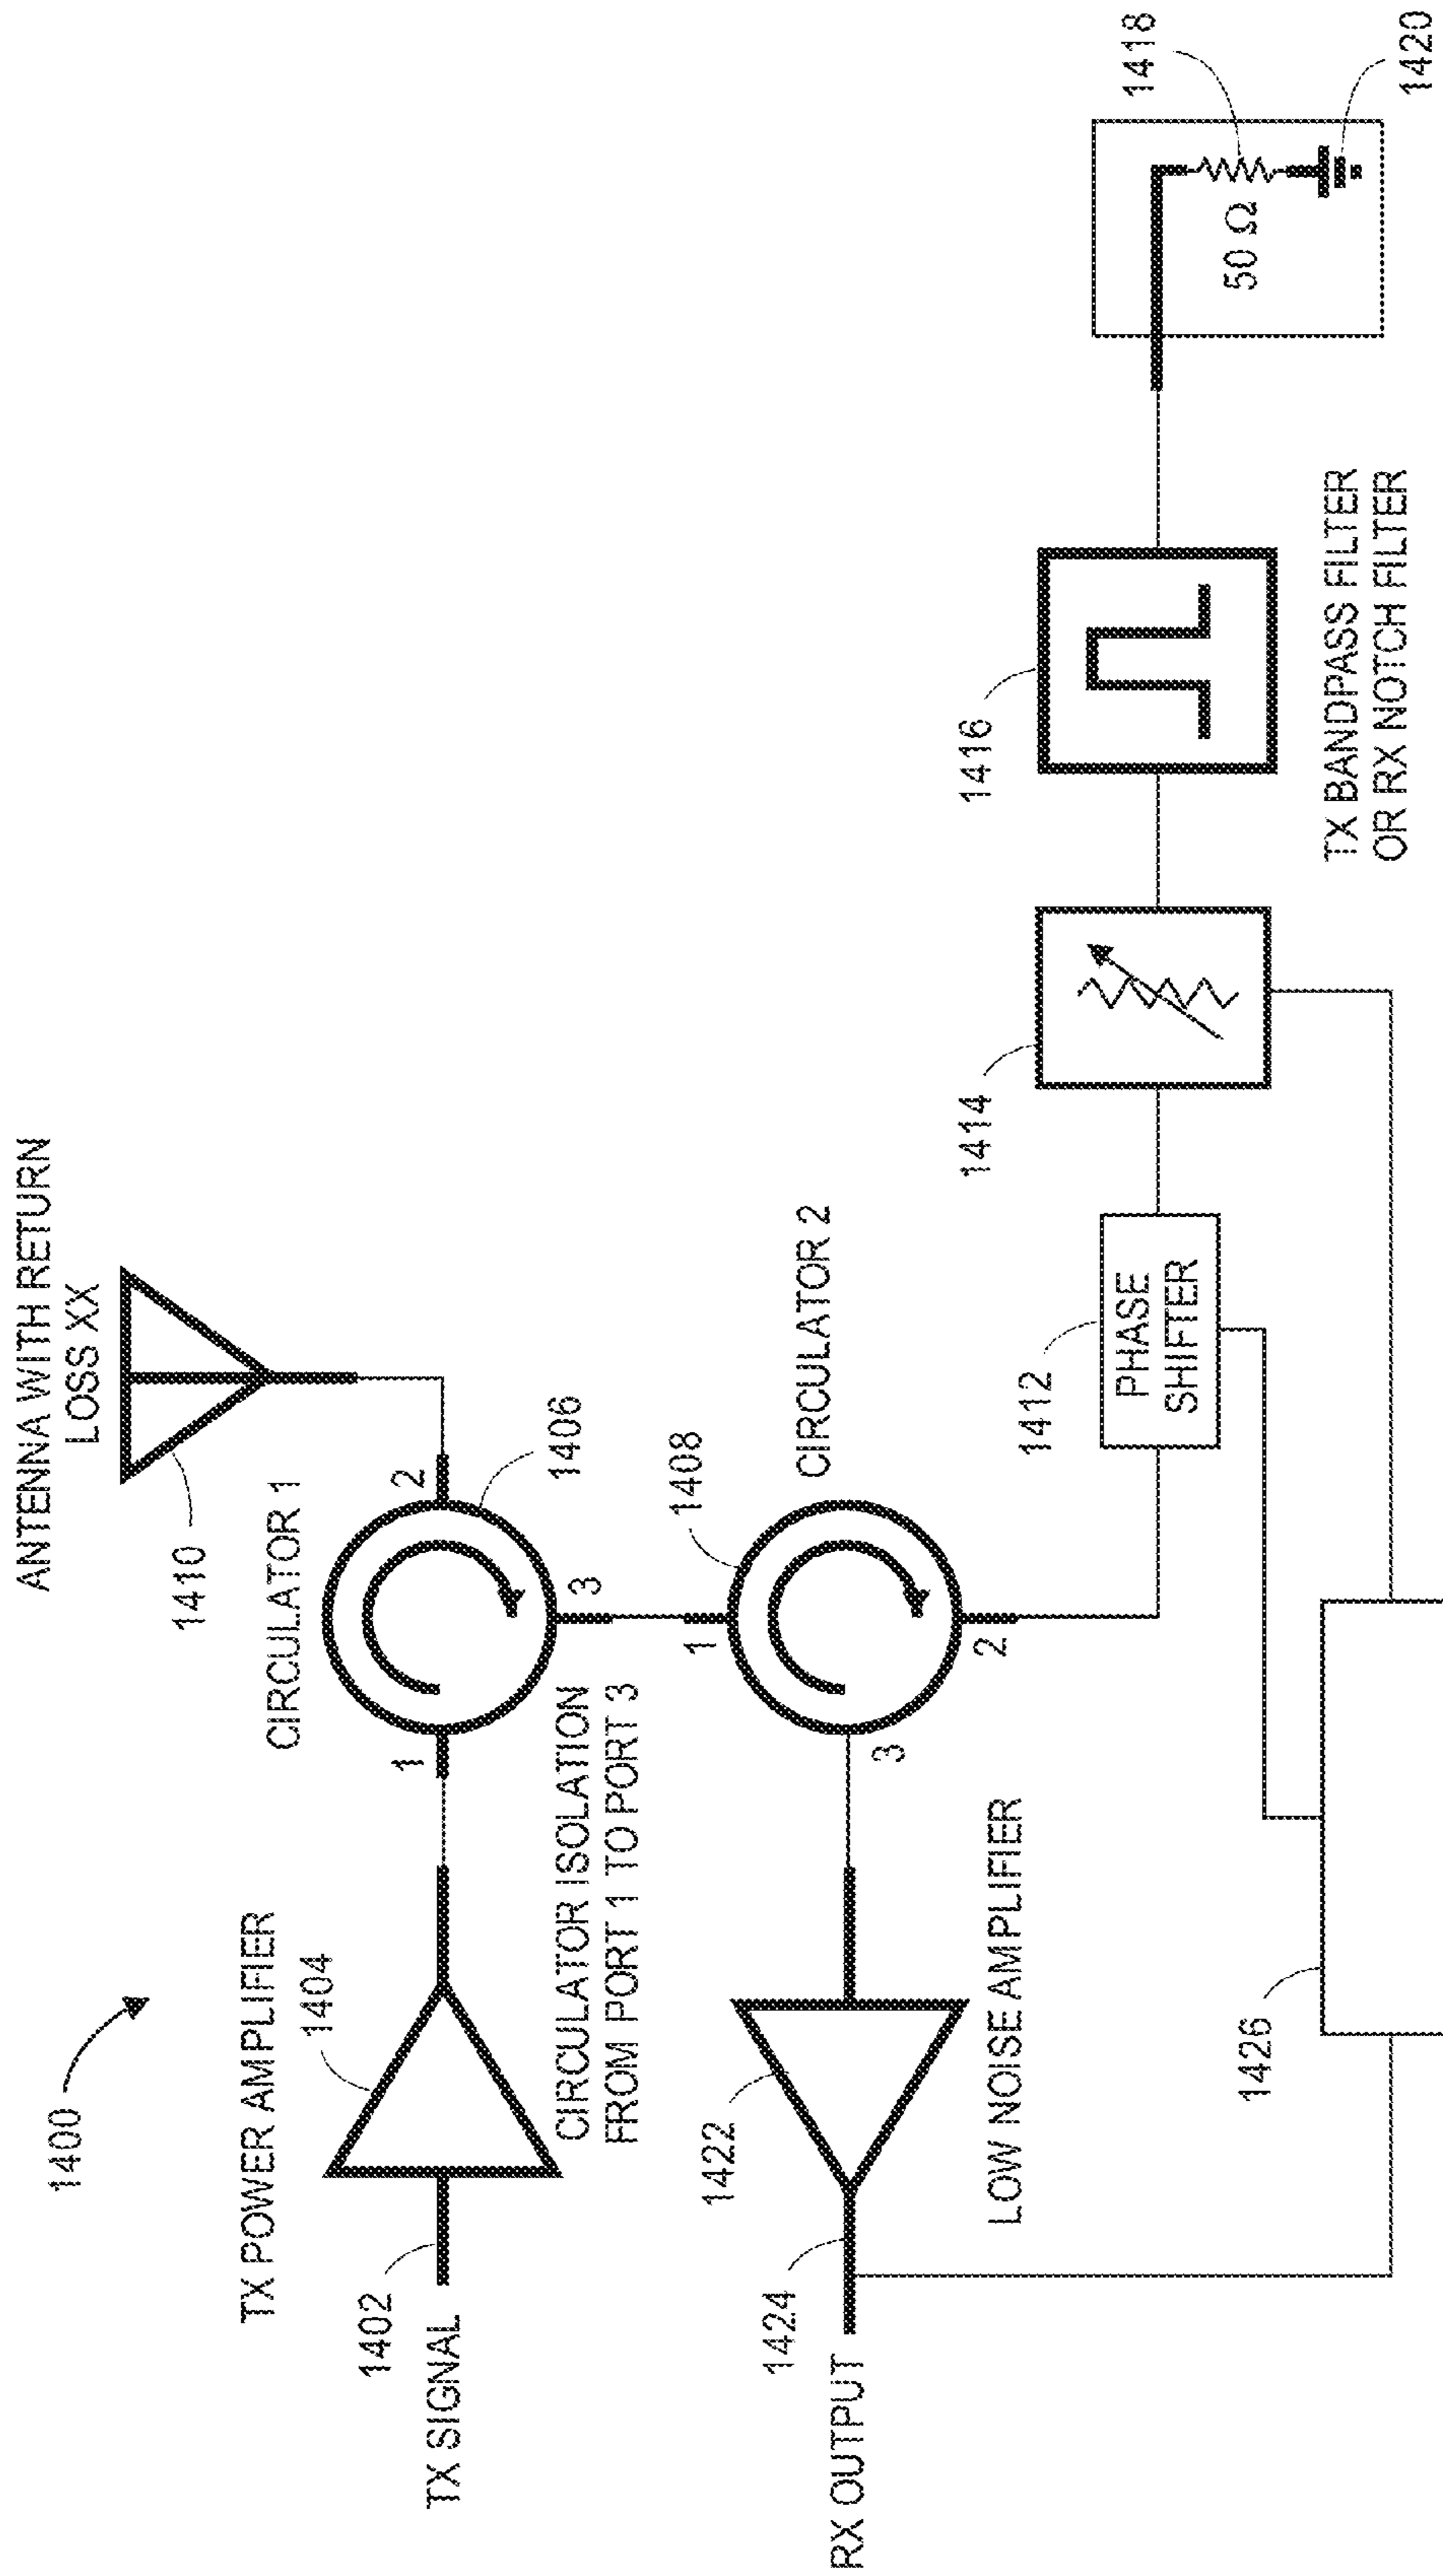 1400
ANTENNA WITH RETURN
LOSS XX
1410
TX POWER AMPLIFIER
1404
1402
TX SIGNAL
CIRCULATOR 1
1
2
3
1406
CIRCULATOR ISOLATION
FROM PORT 1 TO PORT 3
1408
CIRCULATOR 2
1
2
3
1422
1424
RX OUTPUT
LOW NOISE AMPLIFIER
1412
PHASE
SHIFTER
1414
1416
TX BANDPASS FILTER
OR RX NOTCH FILTER
1418
50 Ω
1420
1426